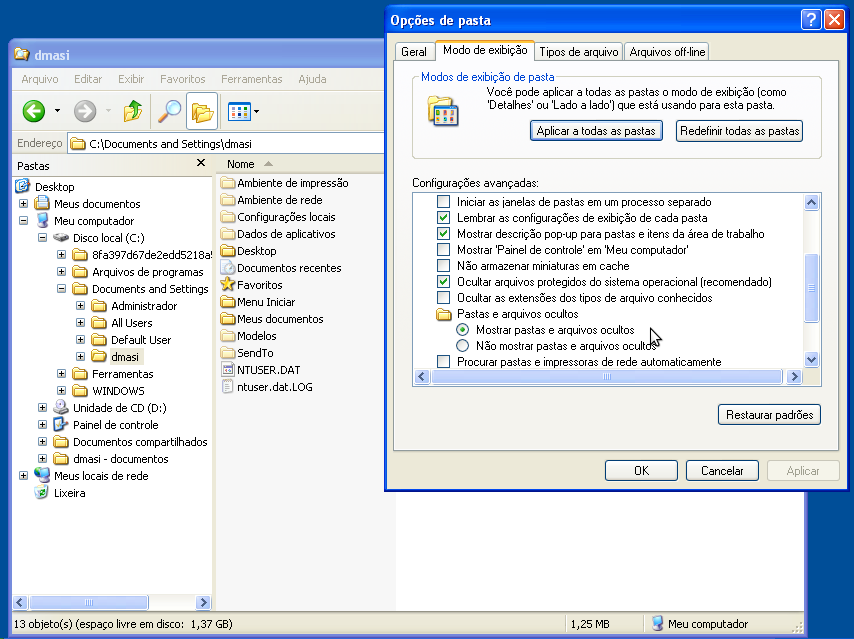 dmasi
Arquivo Editar Exibir Favoritos Ferramentas Ajuda
Endereço C:\Documents and Settings\dmasi
Pastas
Desktop
Meus documentos
Meu computador
Disco local (C:)
8fa397d67de2edd5218a
Arquivos de programas
Documents and Settings
Administrador
All Users
Default User
dmasi
Ferramentas
WINDOWS
Unidade de CD (D:)
Painel de controle
Documentos compartilhados
dmasi - documentos
Meus locais de rede
Lixeira
Nome
Ambiente de impressão
Ambiente de rede
Configurações locais
Dados de aplicativos
Desktop
Documentos recentes
Favoritos
Menu Iniciar
Meus documentos
Modelos
SendTo
NTUSER.DAT
ntuser.dat.LOG
13 objeto(s) (espaço livre em disco: 1,37 GB) 1,25 MB Meu computador
Opções de pasta
Geral Modo de exibição Tipos de arquivo Arquivos off-line
Modos de exibição de pasta
Você pode aplicar a todas as pastas o modo de exibição (como
'Detalhes' ou 'Lado a lado') que está usando para esta pasta.
Aplicar a todas as pastas Redefinir todas as pastas
Configurações avançadas:
Iniciar as janelas de pastas em um processo separado
Lembrar as configurações de exibição de cada pasta
Mostrar descrição pop-up para pastas e itens da área de trabalho
Mostrar 'Painel de controle' em 'Meu computador'
Não armazenar miniaturas em cache
Ocultar arquivos protegidos do sistema operacional (recomendado)
Ocultar as extensões dos tipos de arquivo conhecidos
Pastas e arquivos ocultos
Mostrar pastas e arquivos ocultos
Não mostrar pastas e arquivos ocultos
Procurar pastas e impressoras de rede automaticamente
Restaurar padrões
OK Cancelar Aplicar